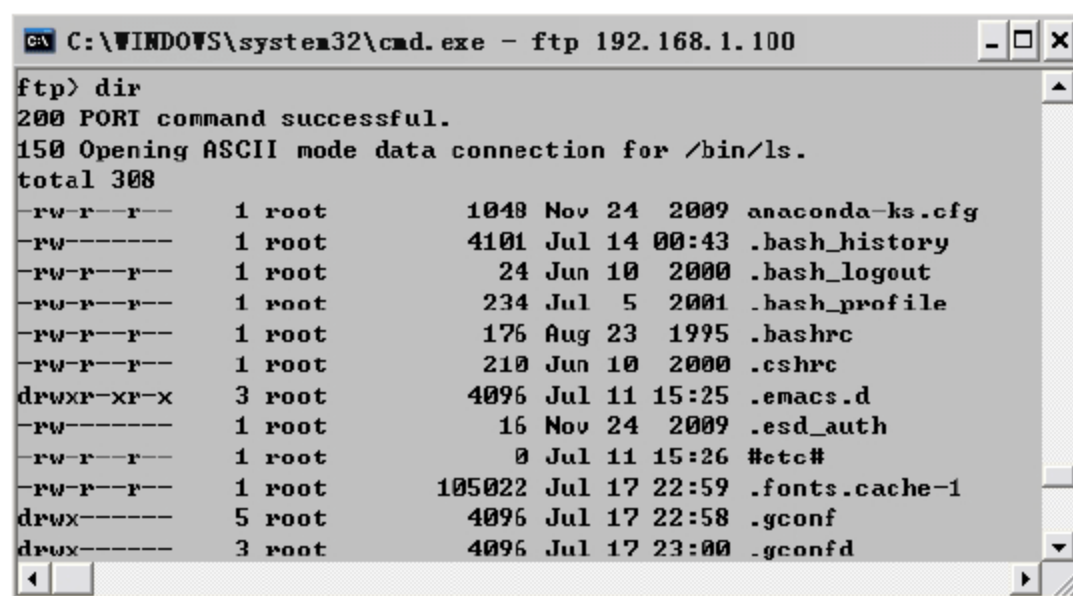 C:\WINDOWS\system32\cmd.exe - ftp 192.168.1.100
ftp> dir
200 PORT command successful.
150 Opening ASCII mode data connection for /bin/ls.
total 308
-rw-r--r--    1 root         1048 Nov 24  2009 anaconda-ks.cfg
-rw-------    1 root         4101 Jul 14 00:43 .bash_history
-rw-r--r--    1 root           24 Jun 10  2000 .bash_logout
-rw-r--r--    1 root          234 Jul  5  2001 .bash_profile
-rw-r--r--    1 root          176 Aug 23  1995 .bashrc
-rw-r--r--    1 root          210 Jun 10  2000 .cshrc
drwxr-xr-x    3 root         4096 Jul 11 15:25 .emacs.d
-rw-------    1 root           16 Nov 24  2009 .esd_auth
-rw-r--r--    1 root            0 Jul 11 15:26 #etc#
-rw-r--r--    1 root       105022 Jul 17 22:59 .fonts.cache-1
drwx------    5 root         4096 Jul 17 22:58 .gconf
drwx------    3 root         4096 Jul 17 23:00 .gconfd